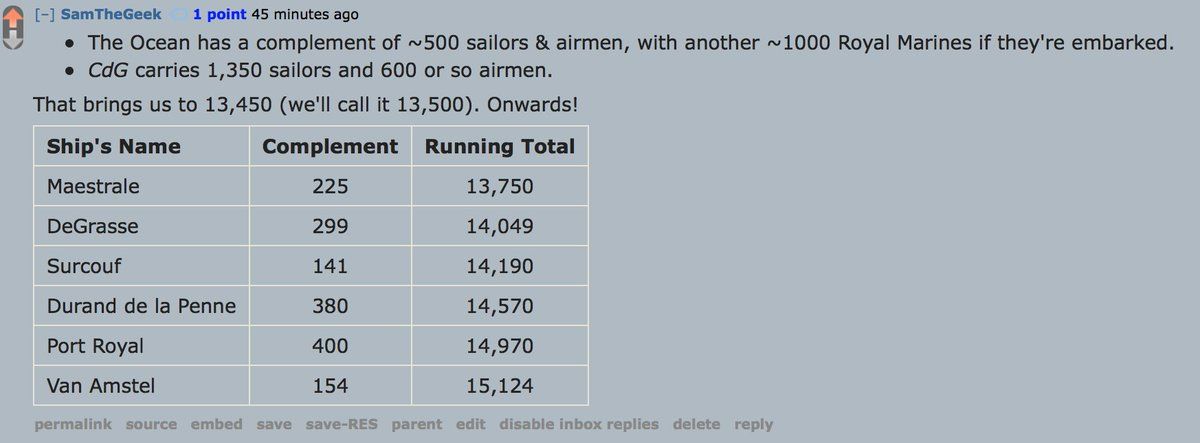 [–] SamTheGeek 1 point 45 minutes ago
• The Ocean has a complement of ~500 sailors & airmen, with another ~1000 Royal Marines if they're embarked.
• CdG carries 1,350 sailors and 600 or so airmen.
That brings us to 13,450 (we'll call it 13,500). Onwards!
Ship's Name Complement Running Total
Maestrale 225 13,750
DeGrasse 299 14,049
Surcouf 141 14,190
Durand de la Penne 380 14,570
Port Royal 400 14,970
Van Amstel 154 15,124
permalink source embed save save-RES parent edit disable inbox replies delete reply